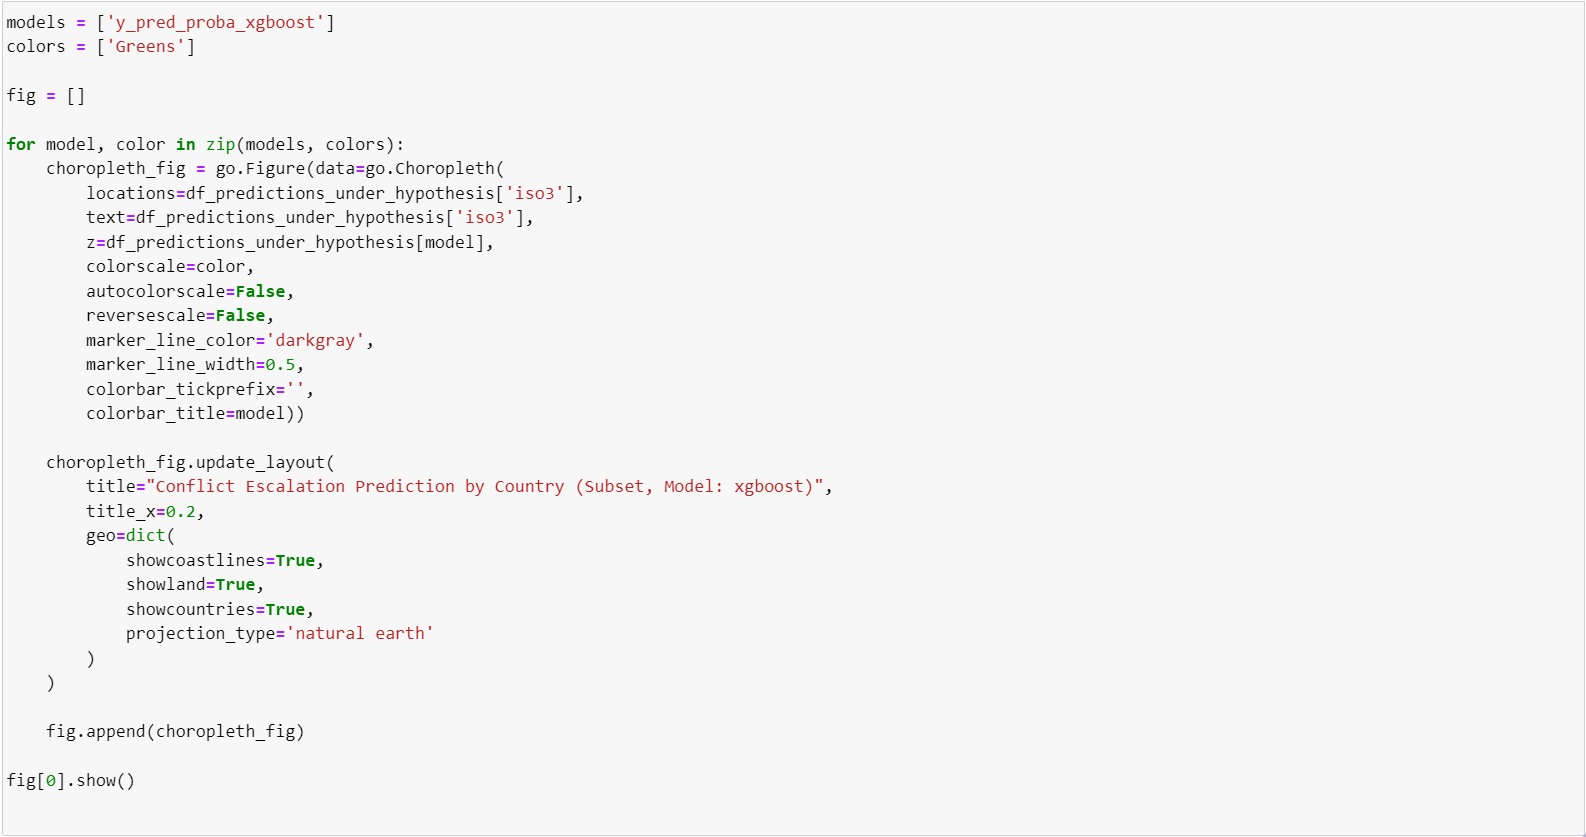 models = ['y_pred_proba_xgboost']
colors = ['Greens']

fig = []

for model, color in zip(models, colors):
    choropleth_fig = go.Figure(data=go.Choropleth(
        locations=df_predictions_under_hypothesis['iso3'],
        text=df_predictions_under_hypothesis['iso3'],
        z=df_predictions_under_hypothesis[model],
        colorscale=color,
        autocolorscale=False,
        reversescale=False,
        marker_line_color='darkgray',
        marker_line_width=0.5,
        colorbar_tickprefix='',
        colorbar_title=model))

    choropleth_fig.update_layout(
        title="Conflict Escalation Prediction by Country (Subset, Model: xgboost)",
        title_x=0.2,
        geo=dict(
            showcoastlines=True,
            showland=True,
            showcountries=True,
            projection_type='natural earth'
        )
    )

    fig.append(choropleth_fig)

fig[0].show()